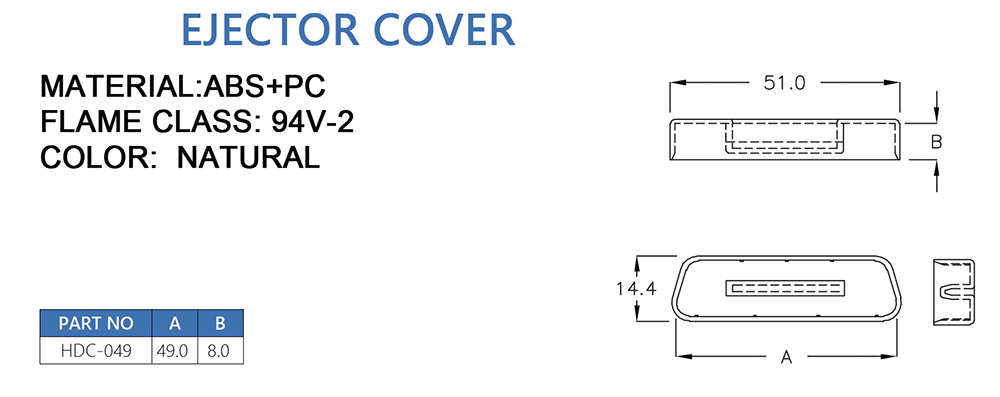 EJECTOR COVER
MATERIAL:ABS+PC
FLAME CLASS: 94V-2
COLOR: NATURAL
51.0
B
14.4
A
PART NO A B
HDC-049 49.0 8.0